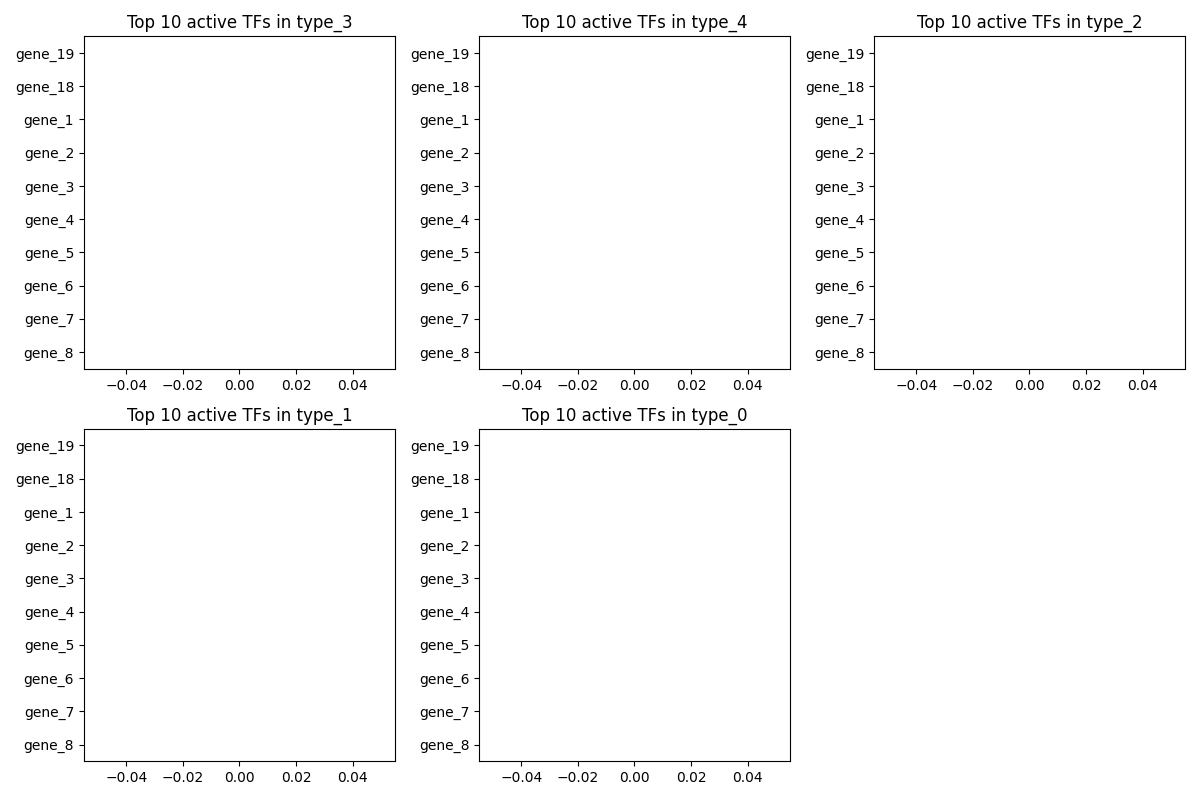 Top 10 active TFs in type_3
gene_19
gene_18
gene_1
gene_2
gene_3
gene_4
gene_5
gene_6
gene_7
gene_8
−0.04 −0.02 0.00 0.02 0.04
Top 10 active TFs in type_4
gene_19
gene_18
gene_1
gene_2
gene_3
gene_4
gene_5
gene_6
gene_7
gene_8
−0.04 −0.02 0.00 0.02 0.04
Top 10 active TFs in type_2
gene_19
gene_18
gene_1
gene_2
gene_3
gene_4
gene_5
gene_6
gene_7
gene_8
−0.04 −0.02 0.00 0.02 0.04
Top 10 active TFs in type_1
gene_19
gene_18
gene_1
gene_2
gene_3
gene_4
gene_5
gene_6
gene_7
gene_8
−0.04 −0.02 0.00 0.02 0.04
Top 10 active TFs in type_0
gene_19
gene_18
gene_1
gene_2
gene_3
gene_4
gene_5
gene_6
gene_7
gene_8
−0.04 −0.02 0.00 0.02 0.04